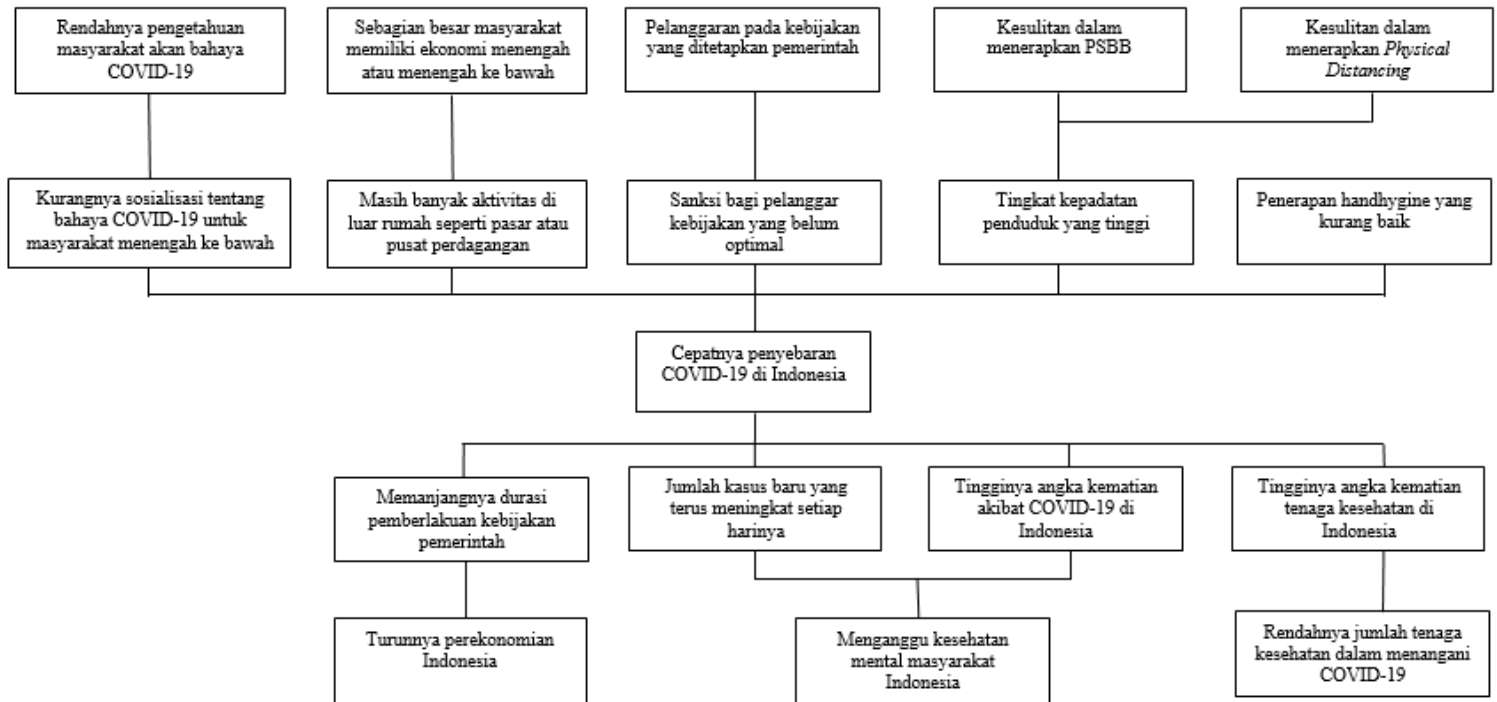 Rendahnya pengetahuan
masyarakat akan bahaya
COVID-19
Sebagian besar masyarakat
memiliki ekonomi menengah
atau menengah ke bawah
Pelanggaran pada kebijakan
yang ditetapkan pemerintah
Kesulitan dalam
menerapkan PSBB
Kesulitan dalam
menerapkan Physical
Distancing
Kurangnya sosialisasi tentang
bahaya COVID-19 untuk
masyarakat menengah ke bawah
Masih banyak aktivitas di
luar rumah seperti pasar atau
pusat perdagangan
Sanksi bagi pelanggar
kebijakan yang belum
optimal
Tingkat kepadatan
penduduk yang tinggi
Penerapan handhygine yang
kurang baik
Cepatnya penyebaran
COVID-19 di Indonesia
Memanjangnya durasi
pemberlakuan kebijakan
pemerintah
Jumlah kasus baru yang
terus meningkat setiap
harinya
Tingginya angka kematian
akibat COVID-19 di
Indonesia
Tingginya angka kematian
tenaga kesehatan di
Indonesia
Turunnya perekonomian
Indonesia
Menganggu kesehatan
mental masyarakat
Indonesia
Rendahnya jumlah tenaga
kesehatan dalam menangani
COVID-19